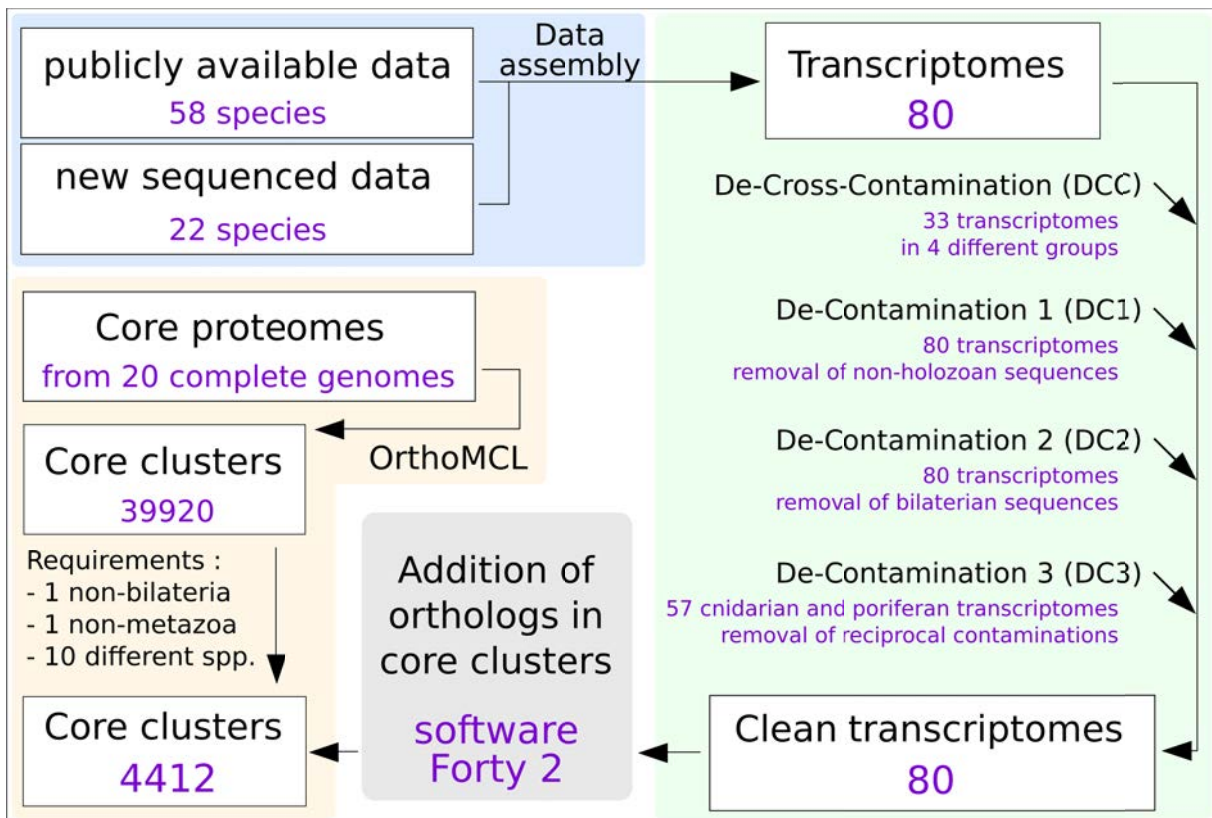 publicly available data
58 species
new sequenced data
22 species
Data
assembly
Transcriptomes
80
De-Cross-Contamination (DCC)
33 transcriptomes
in 4 different groups
De-Contamination 1 (DC1)
80 transcriptomes
removal of non-holozoan sequences
De-Contamination 2 (DC2)
80 transcriptomes
removal of bilaterian sequences
De-Contamination 3 (DC3)
57 cnidarian and poriferan transcriptomes
removal of reciprocal contaminations
Clean transcriptomes
80
Core proteomes
from 20 complete genomes
OrthoMCL
Core clusters
39920
Requirements :
- 1 non-bilateria
- 1 non-metazoa
- 10 different spp.
Core clusters
4412
Addition of
orthologs in
core clusters
software
Forty 2